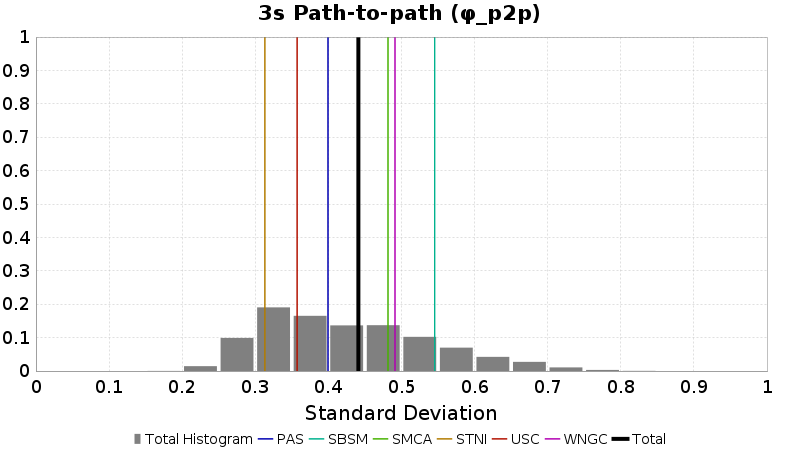 3s Path-to-path (φ_p2p)
1
0.9
0.8
0.7
0.6
0.5
0.4
0.3
0.2
0.1
0
0 0.1 0.2 0.3 0.4 0.5 0.6 0.7 0.8 0.9 1
Standard Deviation
Total Histogram PAS SBSM SMCA STNI USC WNGC Total